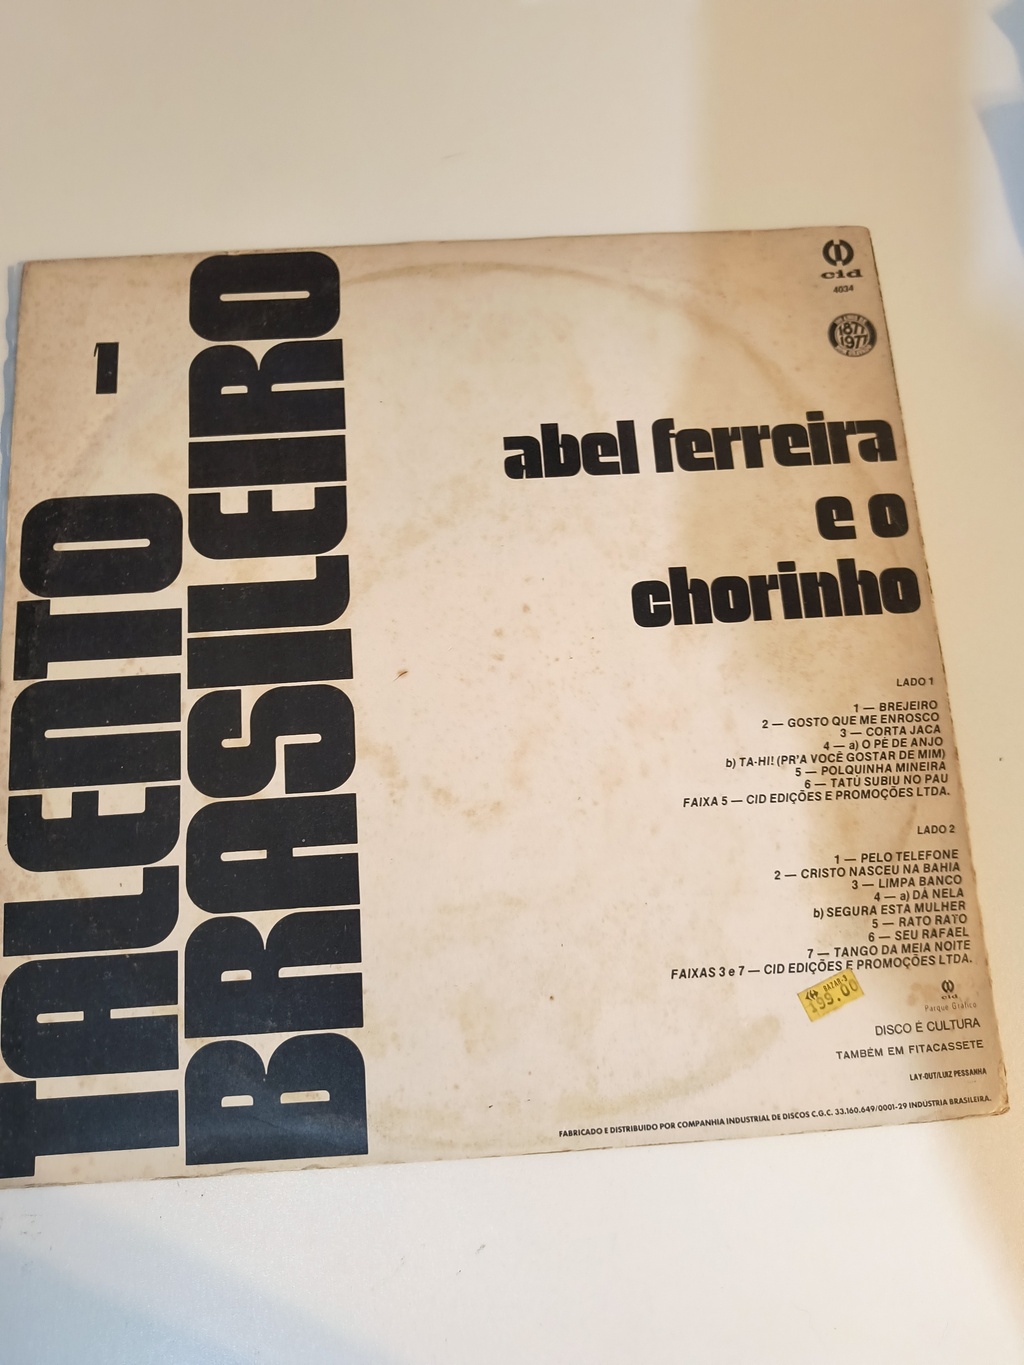 1
TALENTO
BRASILEIRO
cid
4034
1877
1977
abel ferreira
e o
chorinho
LADO 1
1 — BREJEIRO
2 — GOSTO QUE ME ENROSCO
3 — CORTA JACA
4 — a) O PÉ DE ANJO
b) TA-HI! (PR'A VOCÊ GOSTAR DE MIM)
5 — POLQUINHA MINEIRA
6 — TATÚ SUBIU NO PAU
FAIXA 5 — CID EDIÇÕES E PROMOÇÕES LTDA.
LADO 2
1 — PELO TELEFONE
2 — CRISTO NASCEU NA BAHIA
3 — LIMPA BANCO
4 — a) DÁ NELA
b) SEGURA ESTA MULHER
5 — RATO RATO
6 — SEU RAFAEL
7 — TANGO DA MEIA NOITE
FAIXAS 3 e 7 — CID EDIÇÕES E PROMOÇÕES LTDA.
BAZAR-3
199.00
cid
Parque Gráfico
DISCO É CULTURA
TAMBÉM EM FITACASSETE
LAY-OUT/LUIZ PESSANHA
FABRICADO E DISTRIBUIDO POR COMPANHIA INDUSTRIAL DE DISCOS C.G.C. 33.160.649/0001-29 INDÚSTRIA BRASILEIRA.